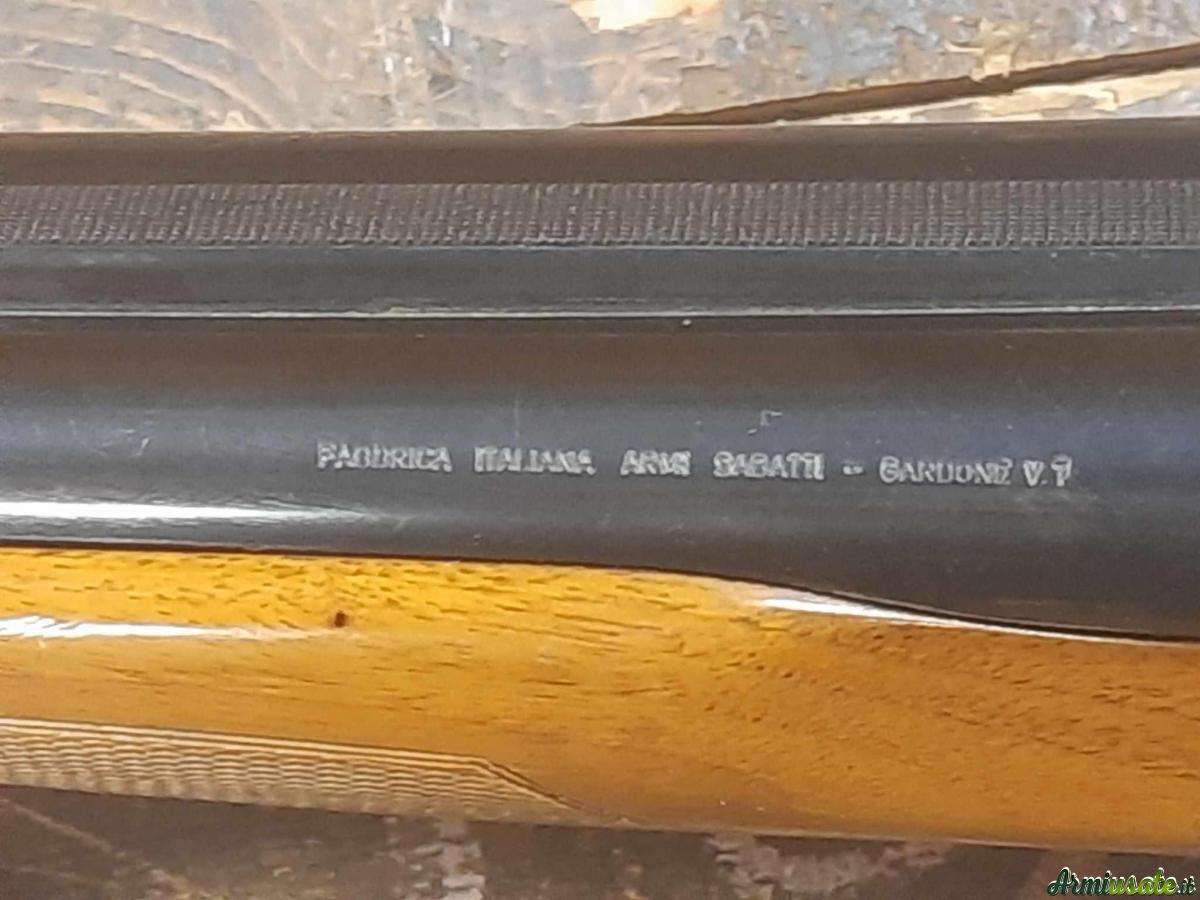 FABBRICA ITALIANA ARMI SABATTI - GARDONE V.T
Armiusate.it